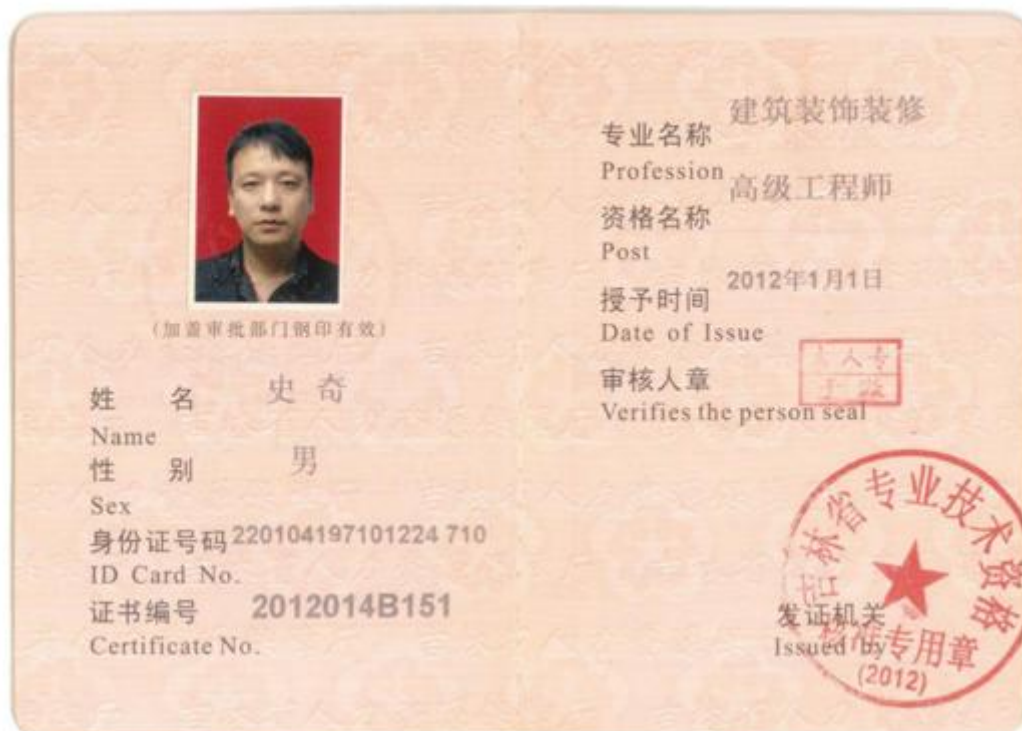 (加盖审批部门钢印有效)
姓 名 史 奇
Name
性 别 男
Sex
身份证号码 220104197101224 710
ID Card No.
证书编号 2012014B151
Certificate No.
专业名称 建筑装饰装修
Profession
资格名称 高级工程师
Post
授予时间 2012年1月1日
Date of Issue
审核人章
Verifies the person seal
吉林省专业技术资格
发证机关
Issued by
专用章
(2012)